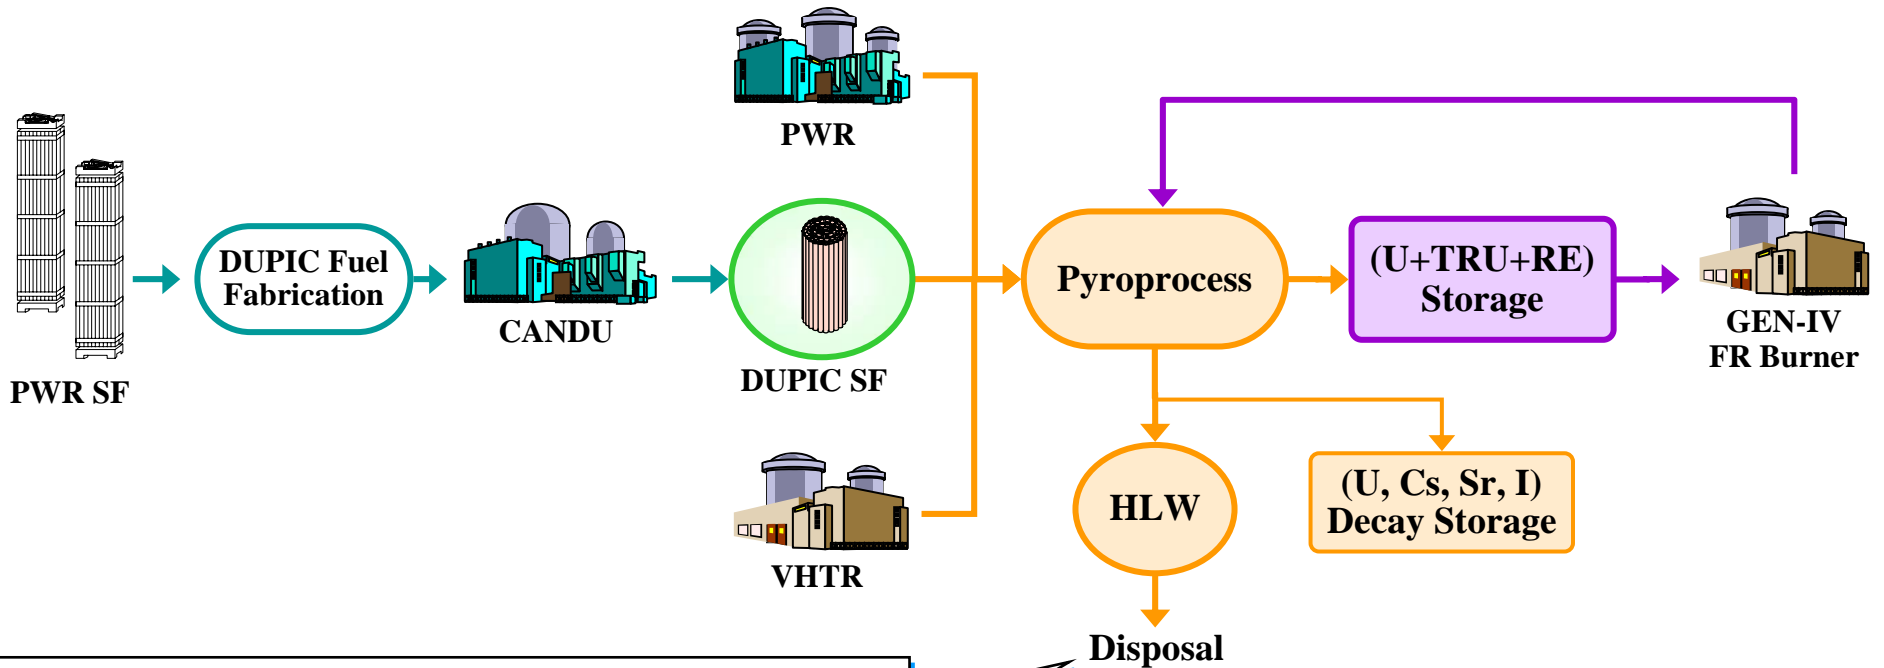 PWR
PWR SF
DUPIC Fuel
Fabrication
CANDU
DUPIC SF
VHTR
Pyroprocess
(U+TRU+RE)
Storage
GEN-IV
FR Burner
HLW
(U, Cs, Sr, I)
Decay Storage
Disposal